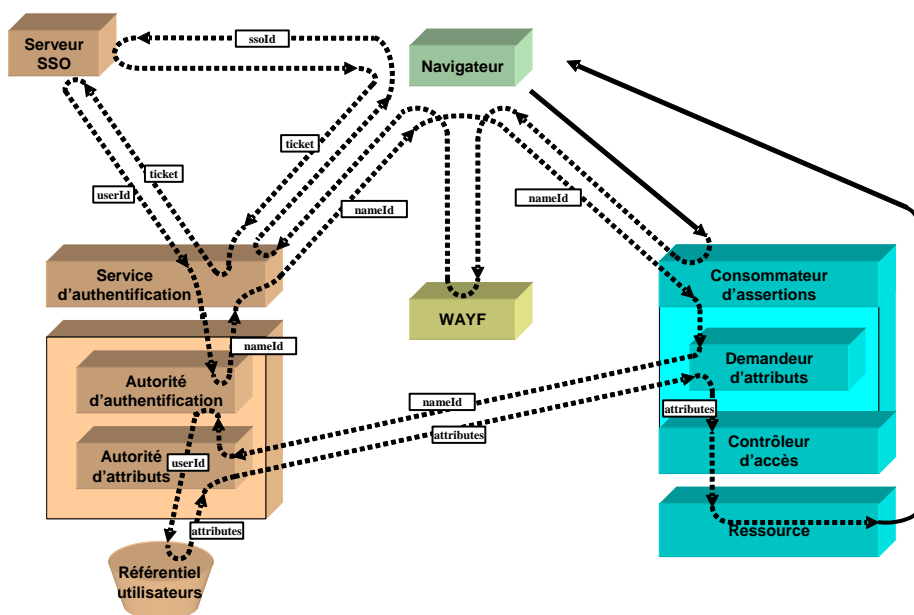 Serveur
SSO
ssoId
Navigateur
ticket
ticket
userId
nameId
nameId
Service
d'authentification
Consommateur
d'assertions
WAYF
nameId
Demandeur
d'attributs
Autorité
d'authentification
nameId
attributes
attributes
Autorité
d'attributs
userId
Contrôleur
d'accès
attributes
Ressource
Référentiel
utilisateurs